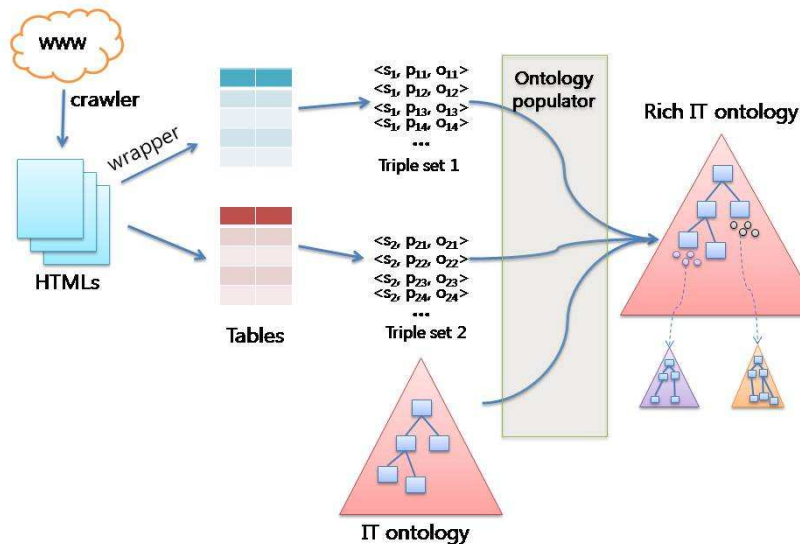 www
crawler
wrapper
HTMLs
Tables
<s₁, p₁₁, o₁₁>
<s₁, p₁₂, o₁₂>
<s₁, p₁₃, o₁₃>
<s₁, p₁₄, o₁₄>
...
Triple set 1
<s₂, p₂₁, o₂₁>
<s₂, p₂₂, o₂₂>
<s₂, p₂₃, o₂₃>
<s₂, p₂₄, o₂₄>
...
Triple set 2
IT ontology
Ontology
populator
Rich IT ontology